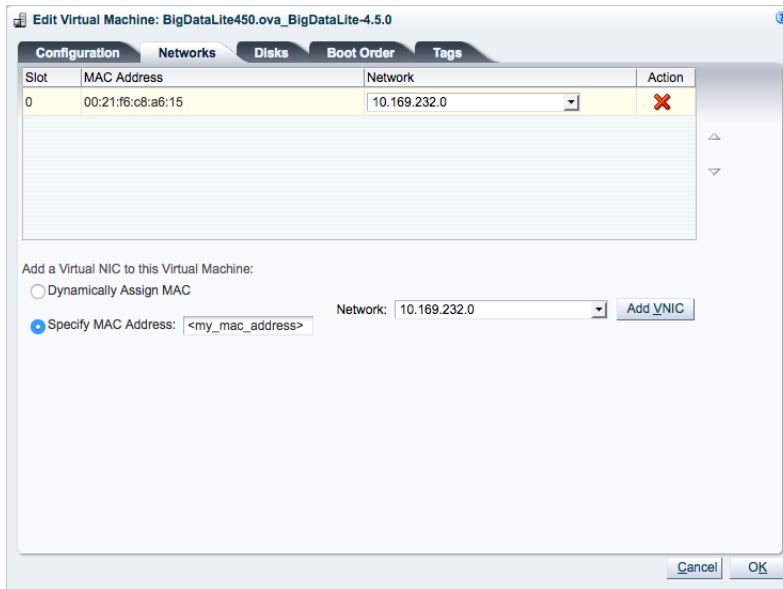 Edit Virtual Machine: BigDataLite450.ova_BigDataLite-4.5.0
Configuration Networks Disks Boot Order Tags
Slot MAC Address Network Action
0 00:21:f6:c8:a6:15 10.169.232.0
Add a Virtual NIC to this Virtual Machine:
Dynamically Assign MAC
Specify MAC Address: <my_mac_address> Network: 10.169.232.0 Add VNIC
Cancel OK